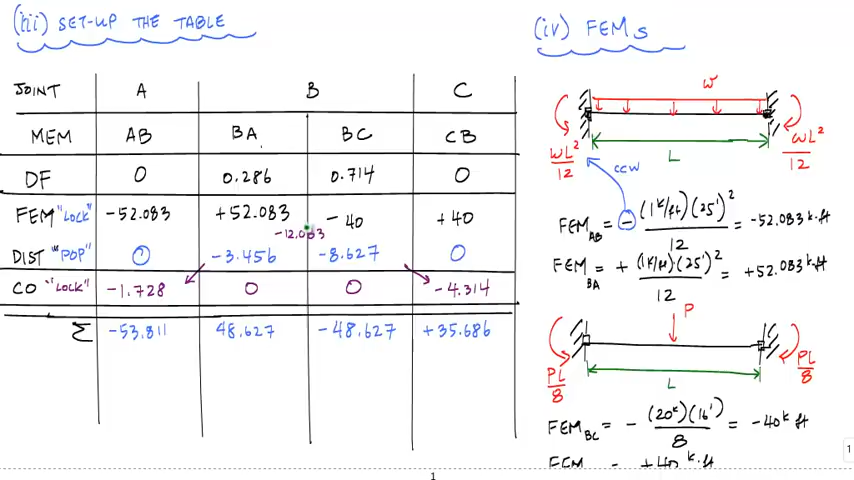 (iii) SET-UP THE TABLE
JOINT A B C
MEM AB BA BC CB
DF 0 0.286 0.714 0
FEM "LOCK" -52.083 +52.083 -40 +40
-12.083
DIST "POP" 0 -3.456 -8.627 0
CO "LOCK" -1.728 0 0 -4.314
Σ -53.811 48.627 -48.627 +35.686
(iv) FEMs
W
WL²/12 WL²/12
L
CCW
FEM_AB = - (1 k/ft)(25')²/12 = -52.083 k·ft
FEM_BA = + (1 k/ft)(25')²/12 = +52.083 k·ft
P
PL/8 PL/8
L
FEM_BC = - (20 k)(16')/8 = -40 k·ft
1
1